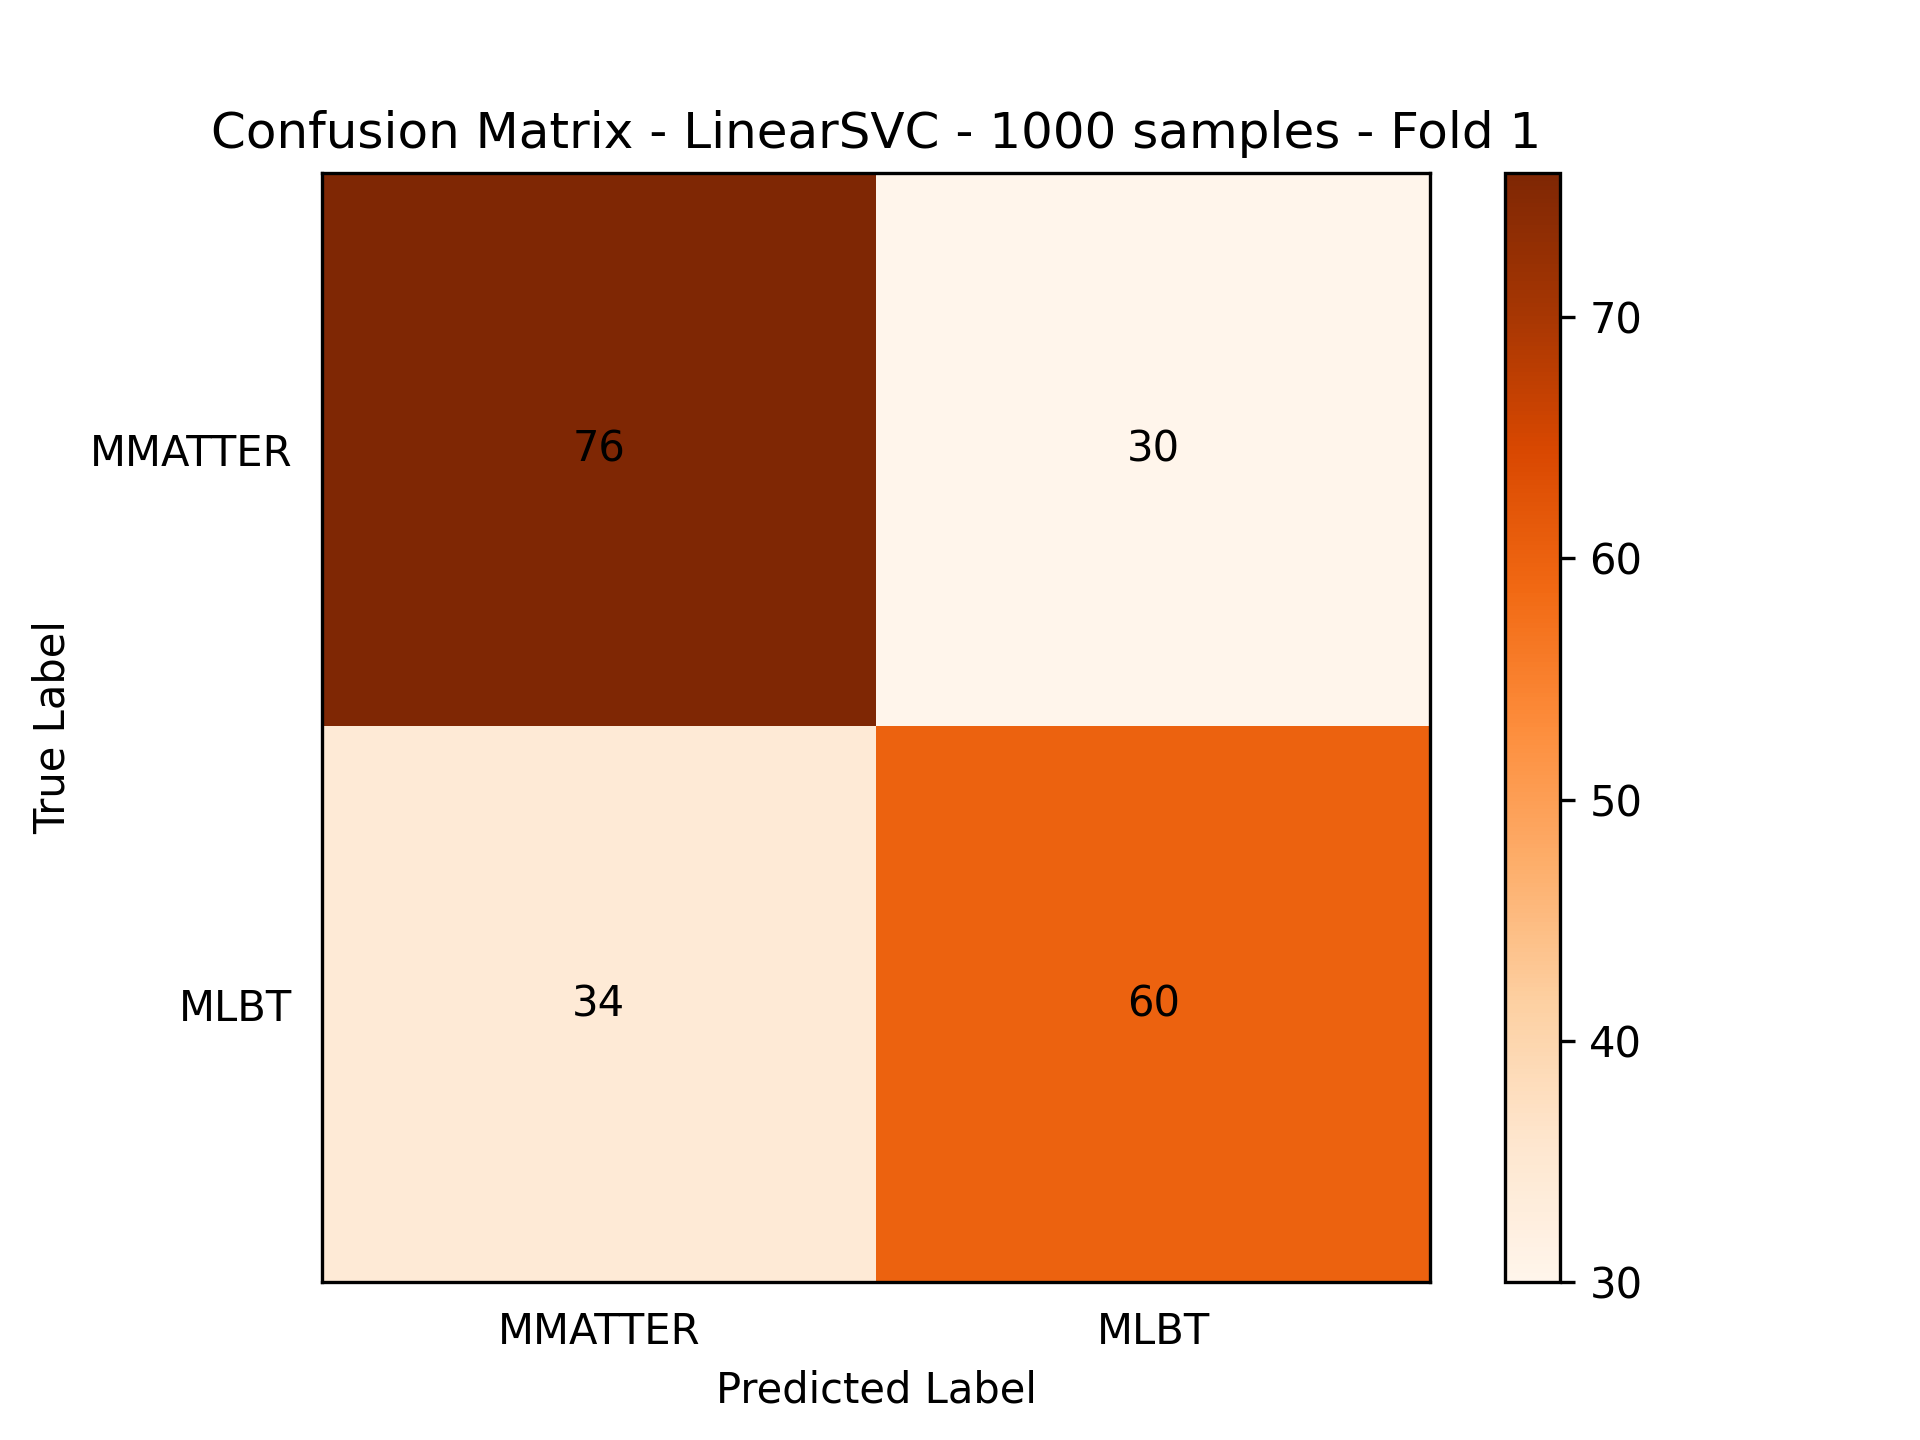 Confusion Matrix - LinearSVC - 1000 samples - Fold 1
MMATTER
76
30
MLBT
34
60
MMATTER
MLBT
Predicted Label
True Label
70
60
50
40
30